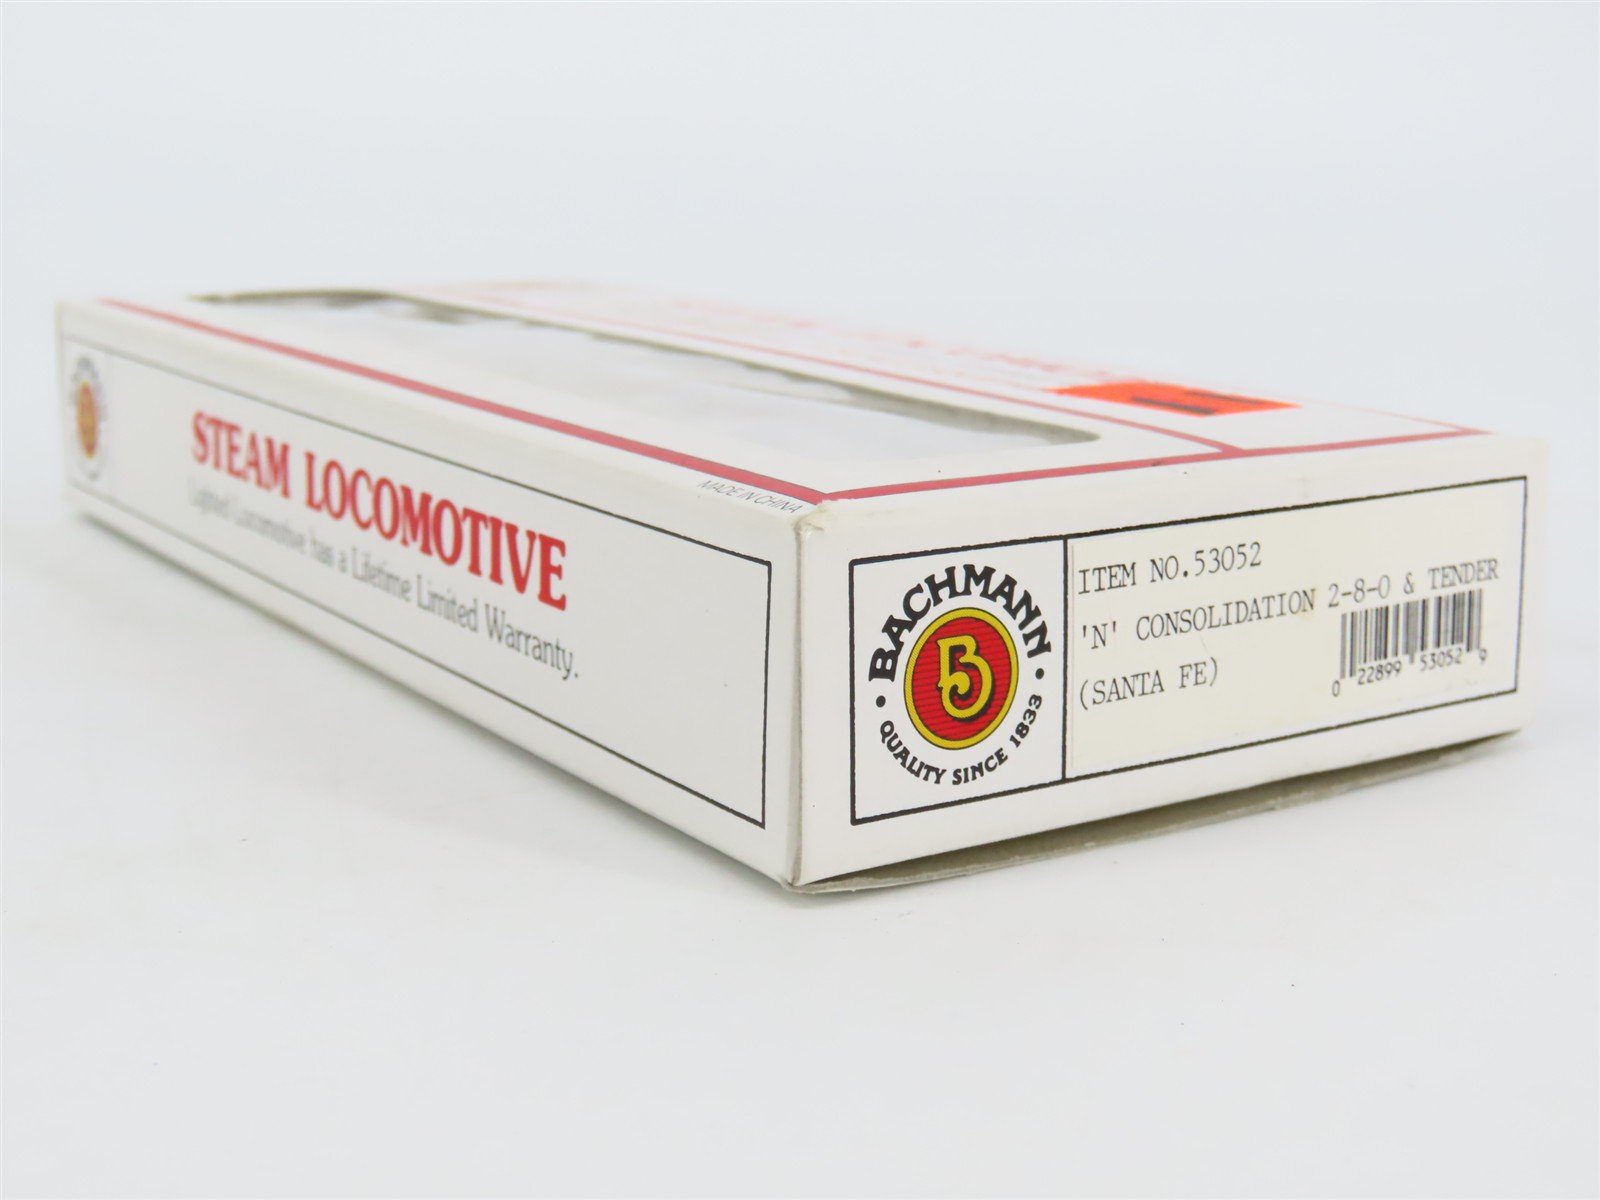 STEAM LOCOMOTIVE
Lighted Locomotive has a Lifetime Limited Warranty.
MADE IN CHINA
BACHMANN
B
QUALITY SINCE 1833
ITEM NO.53052
'N' CONSOLIDATION 2-8-0 & TENDER
(SANTA FE)
0 22899 53052 9